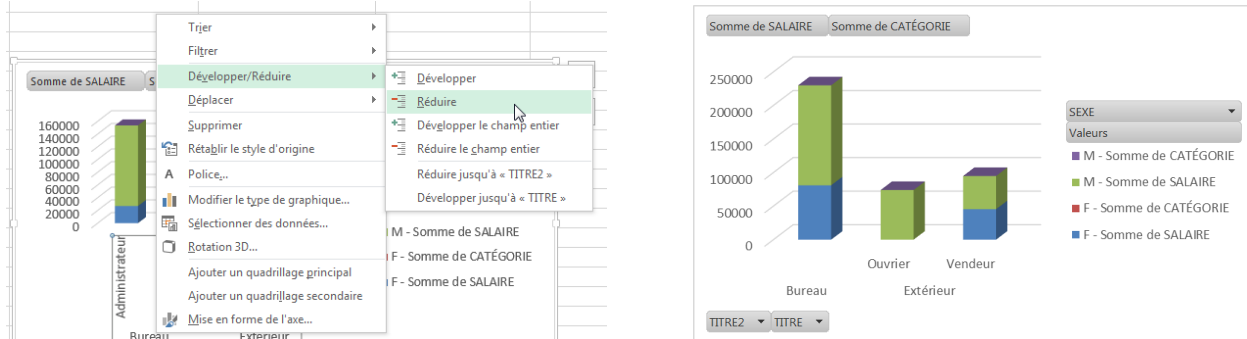 Trier
Filtrer
Développer/Réduire
Déplacer
Supprimer
Rétablir le style d'origine
Police...
Modifier le type de graphique...
Sélectionner des données...
Rotation 3D...
Ajouter un quadrillage principal
Ajouter un quadrillage secondaire
Mise en forme de l'axe...
Développer
Réduire
Développer le champ entier
Réduire le champ entier
Réduire jusqu'à « TITRE2 »
Développer jusqu'à « TITRE »
Somme de SALAIRE S
160000
140000
120000
100000
80000
60000
40000
20000
0
Administrateur
Bureau Extérieur
M - Somme de SALAIRE
F - Somme de CATÉGORIE
F - Somme de SALAIRE
Somme de SALAIRE Somme de CATÉGORIE
250000
200000
150000
100000
50000
0
Ouvrier Vendeur
Bureau Extérieur
TITRE2 TITRE
SEXE
Valeurs
M - Somme de CATÉGORIE
M - Somme de SALAIRE
F - Somme de CATÉGORIE
F - Somme de SALAIRE